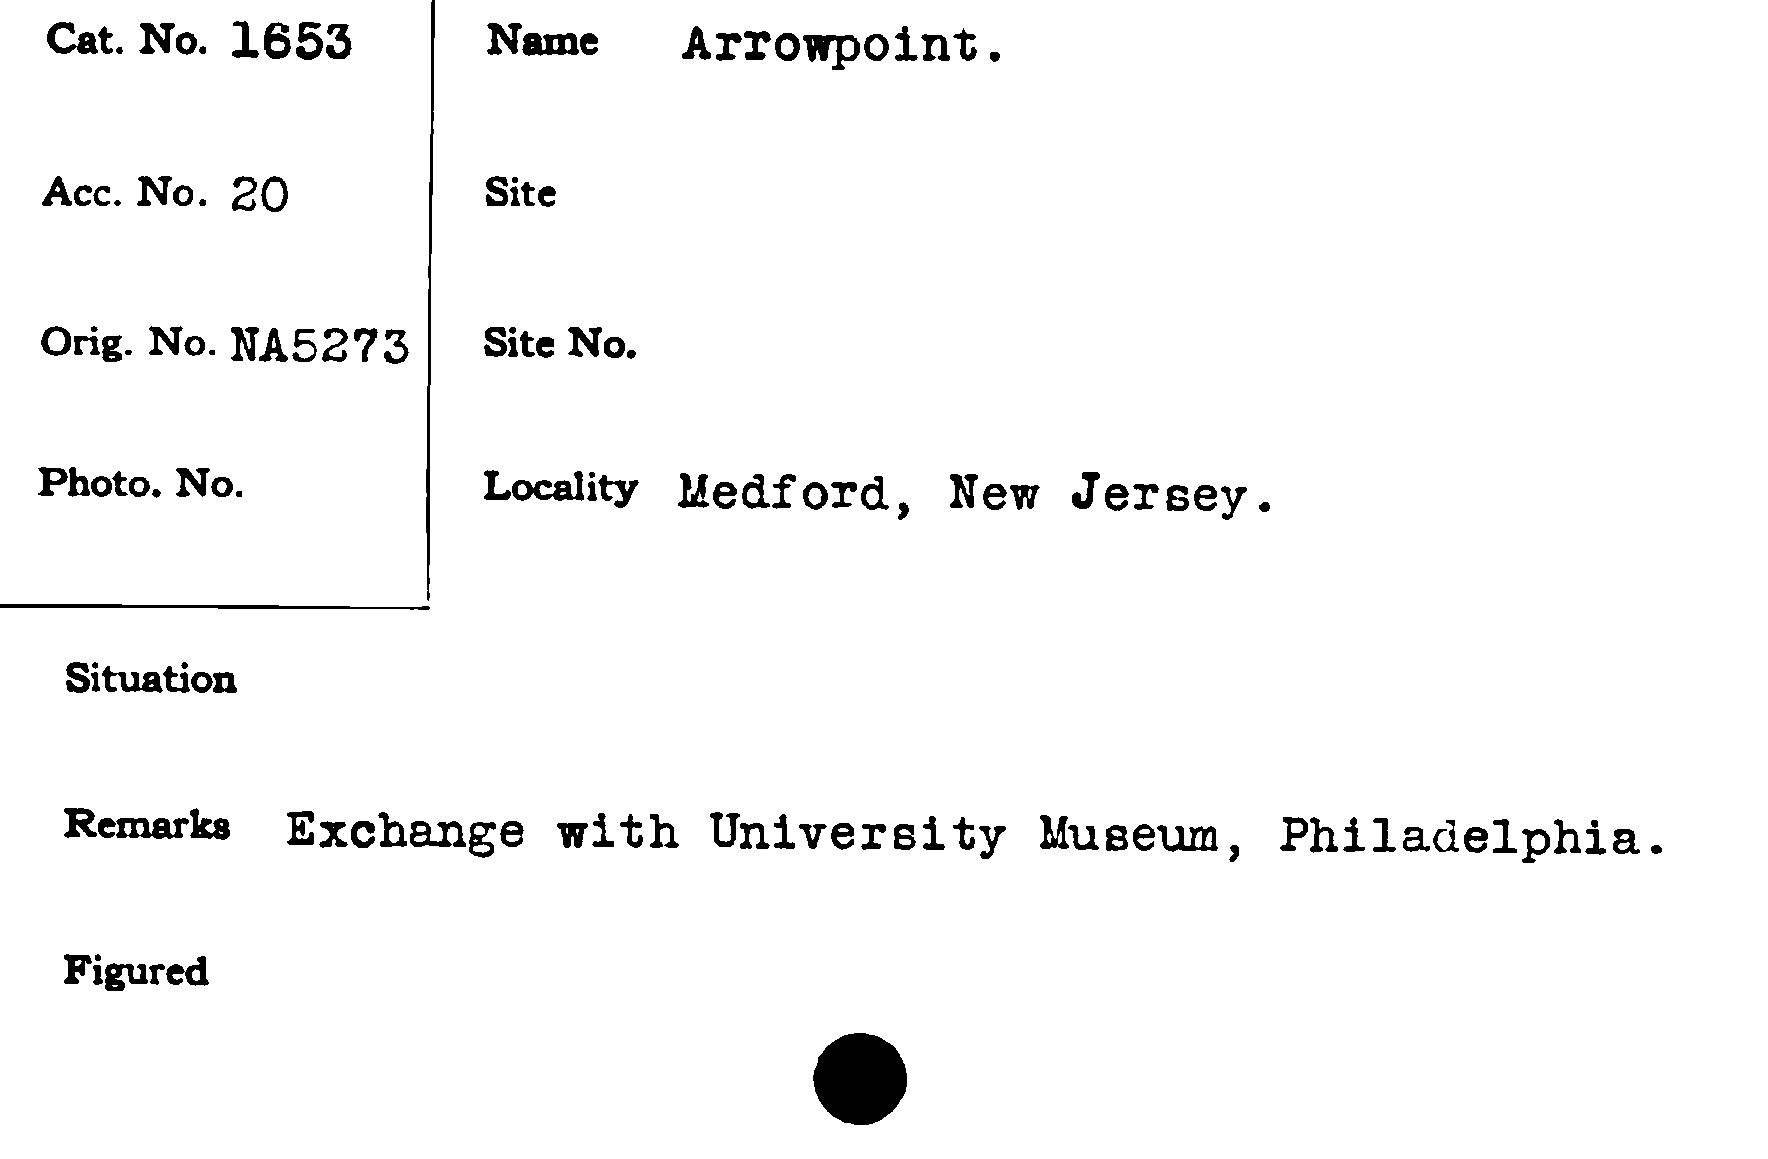 Cat. No. 1653
Name Arrowpoint.
Acc. No. 20
Site
Orig. No. NA5273
Site No.
Photo. No.
Locality Medford, New Jersey.
Situation
Remarks Exchange with University Museum, Philadelphia.
Figured